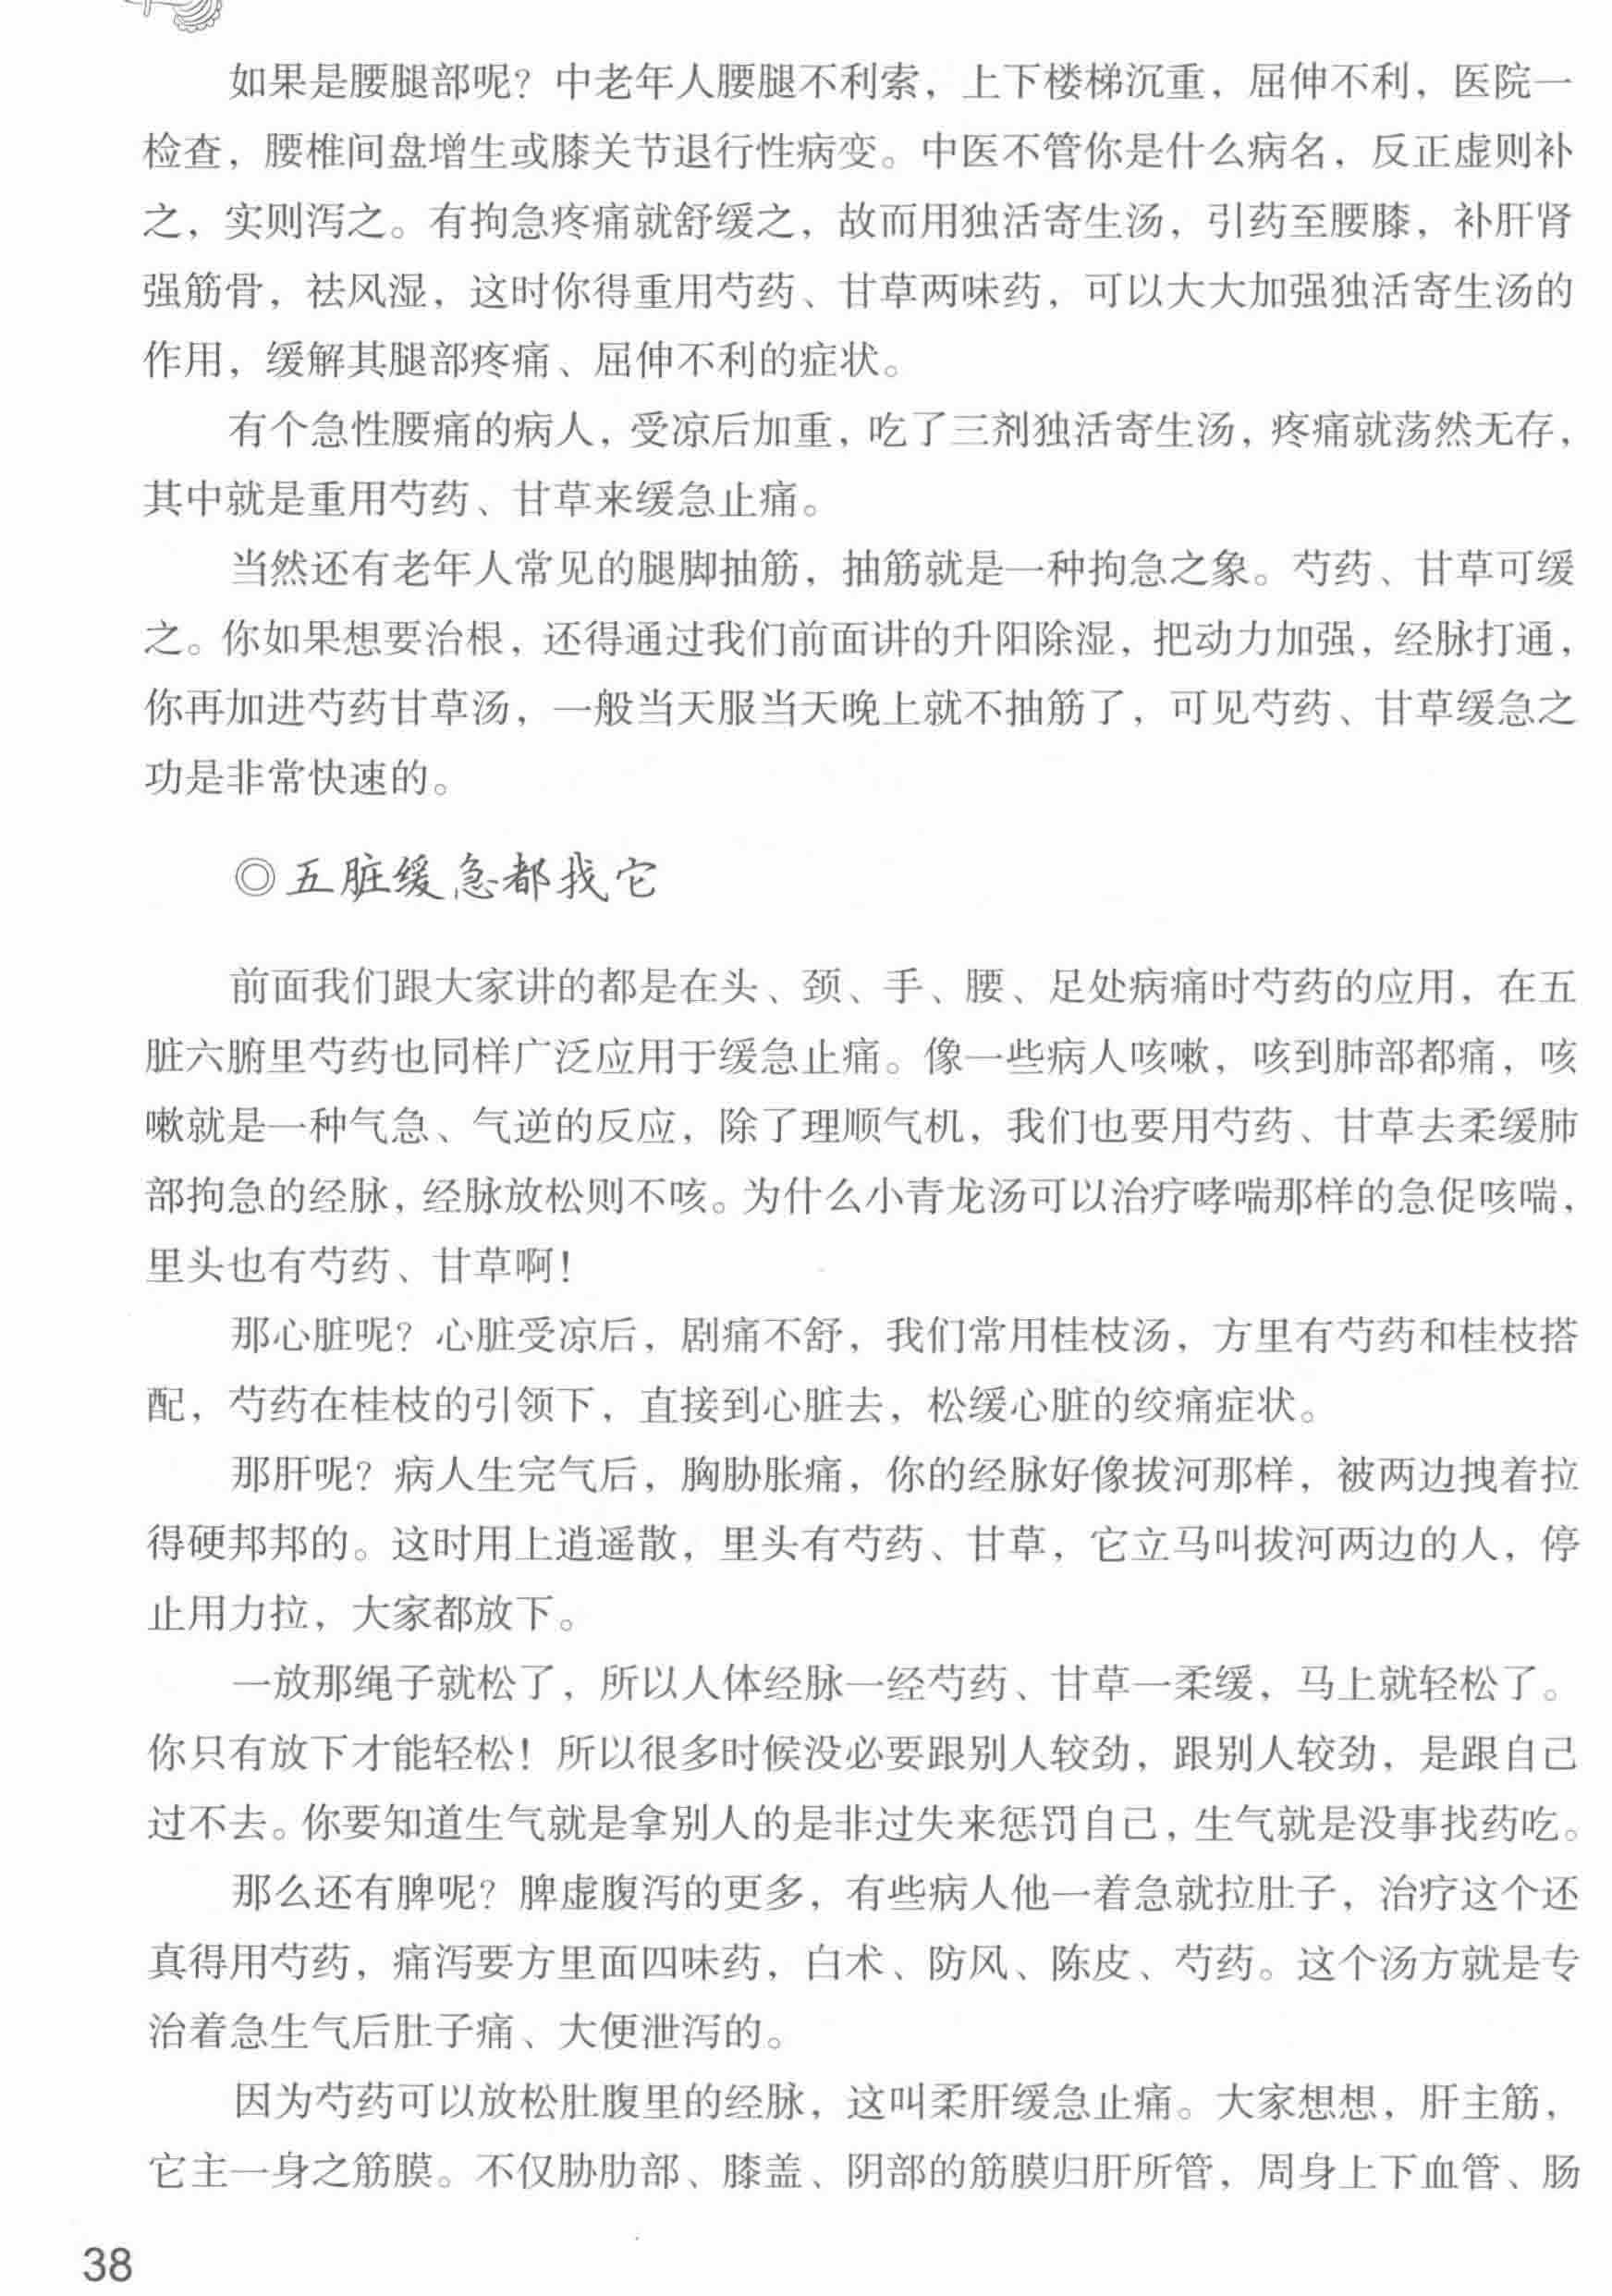 如果是腰腿部呢？中老年人腰腿不利索，上下楼梯沉重，屈伸不利，医院一
检查，腰椎间盘增生或膝关节退行性病变。中医不管你是什么病名，反正虚则补
之，实则泻之。有拘急疼痛就舒缓之，故而用独活寄生汤，引药至腰膝，补肝肾
强筋骨，祛风湿，这时你得重用芍药、甘草两味药，可以大大加强独活寄生汤的
作用，缓解其腿部疼痛、屈伸不利的症状。
有个急性腰痛的病人，受凉后加重，吃了三剂独活寄生汤，疼痛就荡然无存，
其中就是重用芍药、甘草来缓急止痛。
当然还有老年人常见的腿脚抽筋，抽筋就是一种拘急之象。芍药、甘草可缓
之。你如果想要治根，还得通过我们前面讲的升阳除湿，把动力加强，经脉打通，
你再加进芍药甘草汤，一般当天服当天晚上就不抽筋了，可见芍药、甘草缓急之
功是非常快速的。
◎五脏缓急都找它
前面我们跟大家讲的都是在头、颈、手、腰、足处病痛时芍药的应用，在五
脏六腑里芍药也同样广泛应用于缓急止痛。像一些病人咳嗽，咳到肺部都痛，咳
嗽就是一种气急、气逆的反应，除了理顺气机，我们也要用芍药、甘草去柔缓肺
部拘急的经脉，经脉放松则不咳。为什么小青龙汤可以治疗哮喘那样的急促咳喘，
里头也有芍药、甘草啊！
那心脏呢？心脏受凉后，剧痛不舒，我们常用桂枝汤，方里有芍药和桂枝搭
配，芍药在桂枝的引领下，直接到心脏去，松缓心脏的绞痛症状。
那肝呢？病人生完气后，胸胁胀痛，你的经脉好像拔河那样，被两边拽着拉
得硬邦邦的。这时用上逍遥散，里头有芍药、甘草，它立马叫拔河两边的人，停
止用力拉，大家都放下。
一放那绳子就松了，所以人体经脉一经芍药、甘草一柔缓，马上就轻松了。
你只有放下才能轻松！所以很多时候没必要跟别人较劲，跟别人较劲，是跟自己
过不去。你要知道生气就是拿别人的是非过失来惩罚自己，生气就是没事找药吃。
那么还有脾呢？脾虚腹泻的更多，有些病人他一着急就拉肚子，治疗这个还
真得用芍药，痛泻要方里面四味药，白术、防风、陈皮、芍药。这个汤方就是专
治着急生气后肚子痛、大便泄泻的。
因为芍药可以放松肚腹里的经脉，这叫柔肝缓急止痛。大家想想，肝主筋，
它主一身之筋膜。不仅胁肋部、膝盖、阴部的筋膜归肝所管，周身上下血管、肠
38